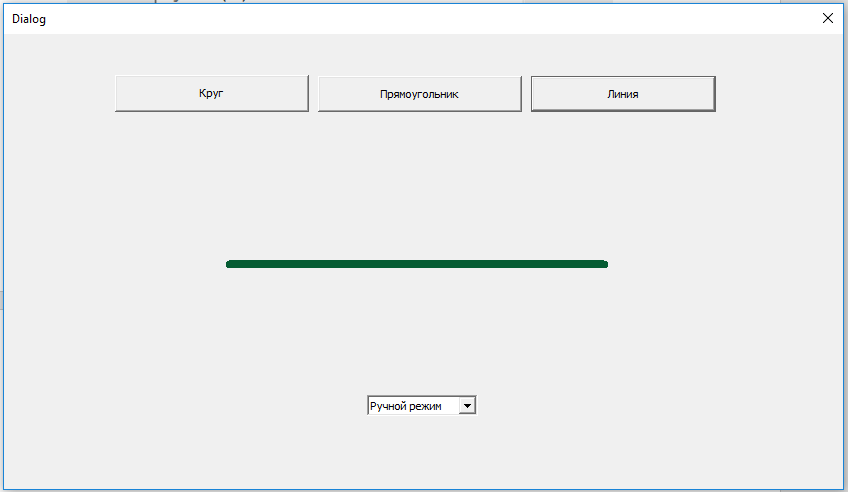 Dialog
Круг
Прямоугольник
Линия
Ручной режим